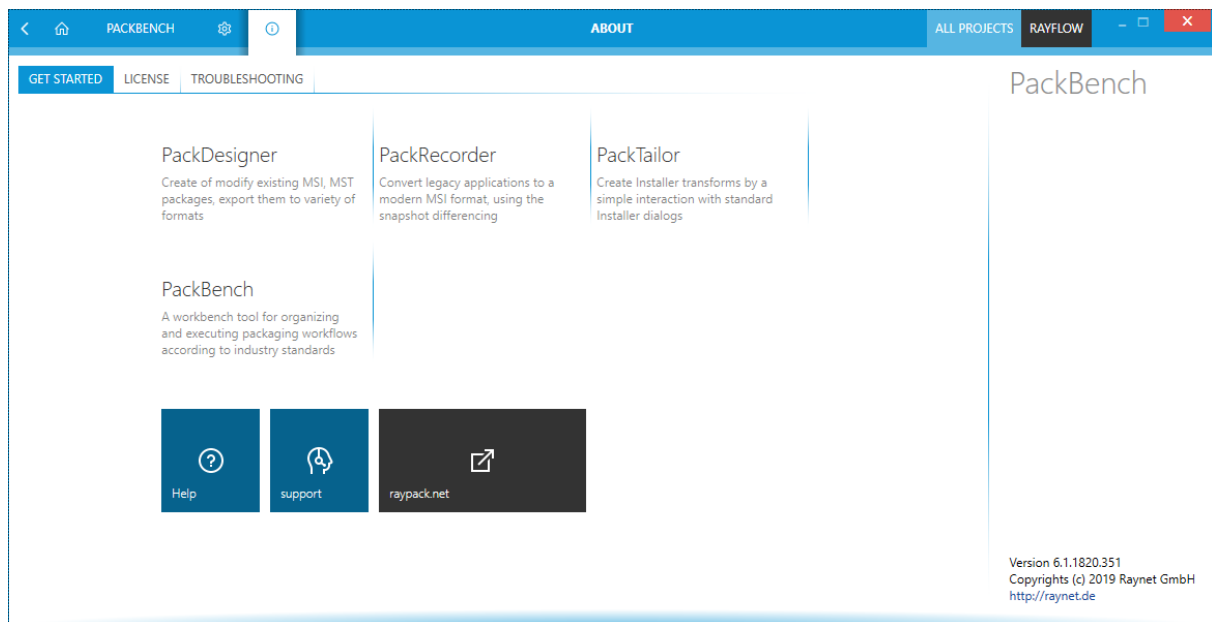 PACKBENCH
ABOUT
ALL PROJECTS
RAYFLOW
GET STARTED
LICENSE
TROUBLESHOOTING
PackBench
PackDesigner
Create of modify existing MSI, MST
packages, export them to variety of
formats
PackRecorder
Convert legacy applications to a
modern MSI format, using the
snapshot differencing
PackTailor
Create Installer transforms by a
simple interaction with standard
Installer dialogs
PackBench
A workbench tool for organizing
and executing packaging workflows
according to industry standards
Help
support
raypack.net
Version 6.1.1820.351
Copyrights (c) 2019 Raynet GmbH
http://raynet.de